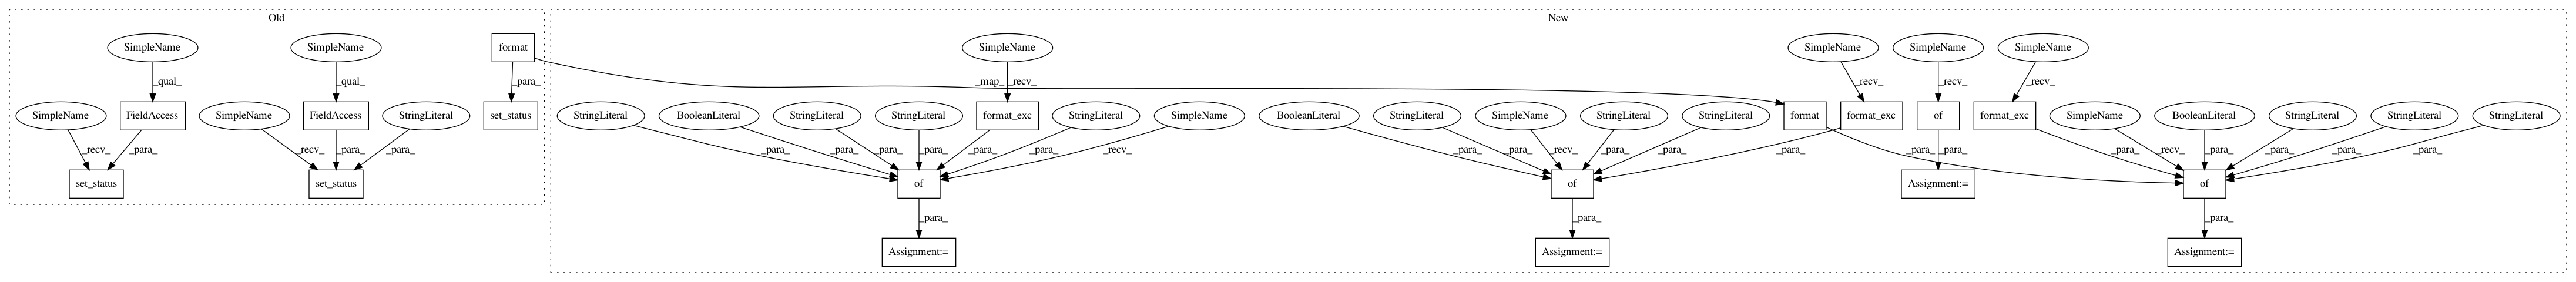 Old
New
SimpleName
SimpleName
format
SimpleName
SimpleName
SimpleName
SimpleName
_qual_
_qual_
_para_
_map_
_recv_
_recv_
_recv_
_recv_
SimpleName
FieldAccess
SimpleName
FieldAccess
StringLiteral
set_status
StringLiteral
BooleanLiteral
StringLiteral
StringLiteral
format_exc
StringLiteral
SimpleName
BooleanLiteral
StringLiteral
SimpleName
StringLiteral
StringLiteral
format
format_exc
of
format_exc
SimpleName
BooleanLiteral
StringLiteral
StringLiteral
StringLiteral
_recv_
_para_
_recv_
_para_
_para_
_para_
_para_
_para_
_para_
_para_
_para_
_recv_
_para_
_para_
_recv_
_para_
_para_
_para_
_para_
_para_
_para_
_recv_
_para_
_para_
_para_
_para_
set_status
set_status
of
of
Assignment:=
of
_para_
_para_
_para_
Assignment:=
Assignment:=
Assignment:=